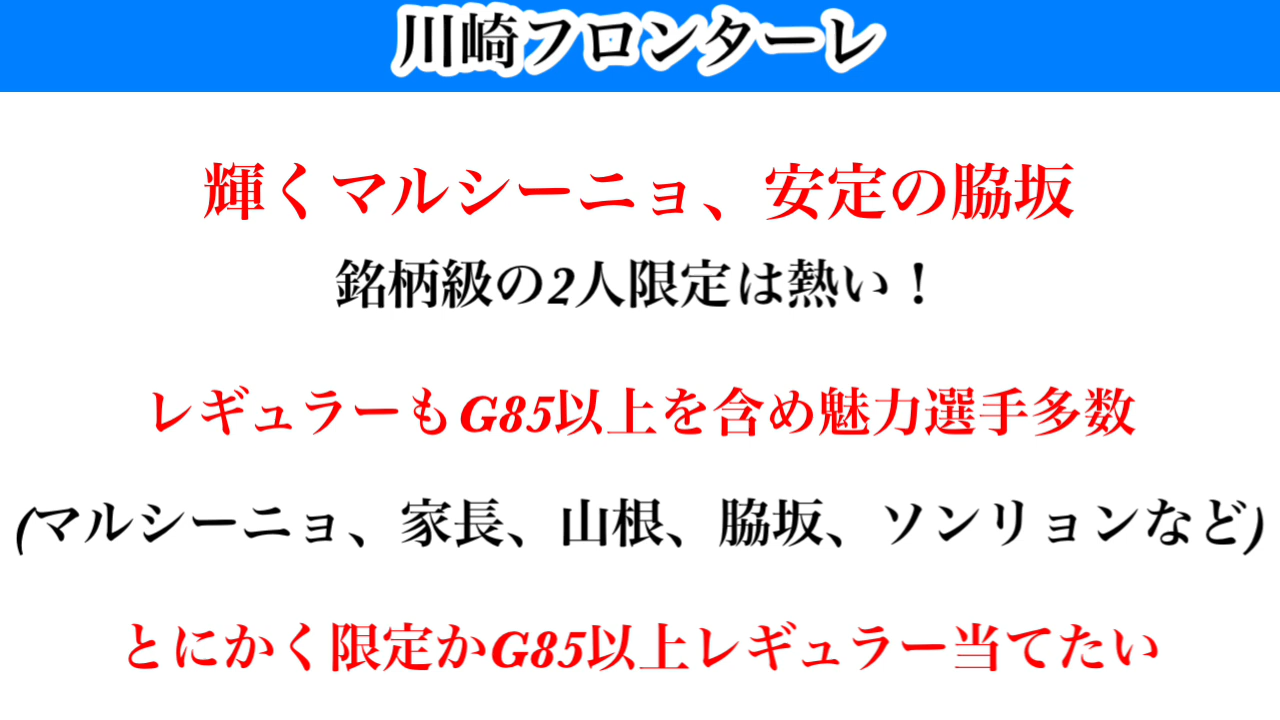 川崎フロンターレ
輝くマルシーニョ、安定の脇坂
銘柄級の2人限定は熱い！
レギュラーもG85以上を含め魅力選手多数
(マルシーニョ、家長、山根、脇坂、ソンリョンなど)
とにかく限定かG85以上レギュラー当てたい